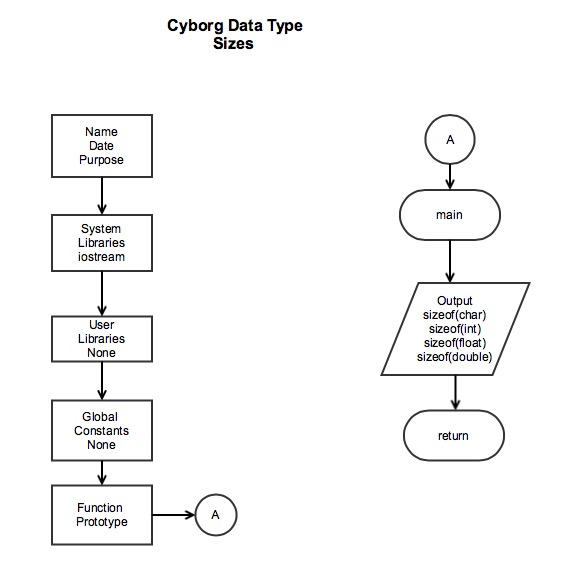 Cyborg Data Type
Sizes
Name
Date
Purpose
System
Libraries
iostream
User
Libraries
None
Global
Constants
None
Function
Prototype
A
A
main
Output
sizeof(char)
sizeof(int)
sizeof(float)
sizeof(double)
return